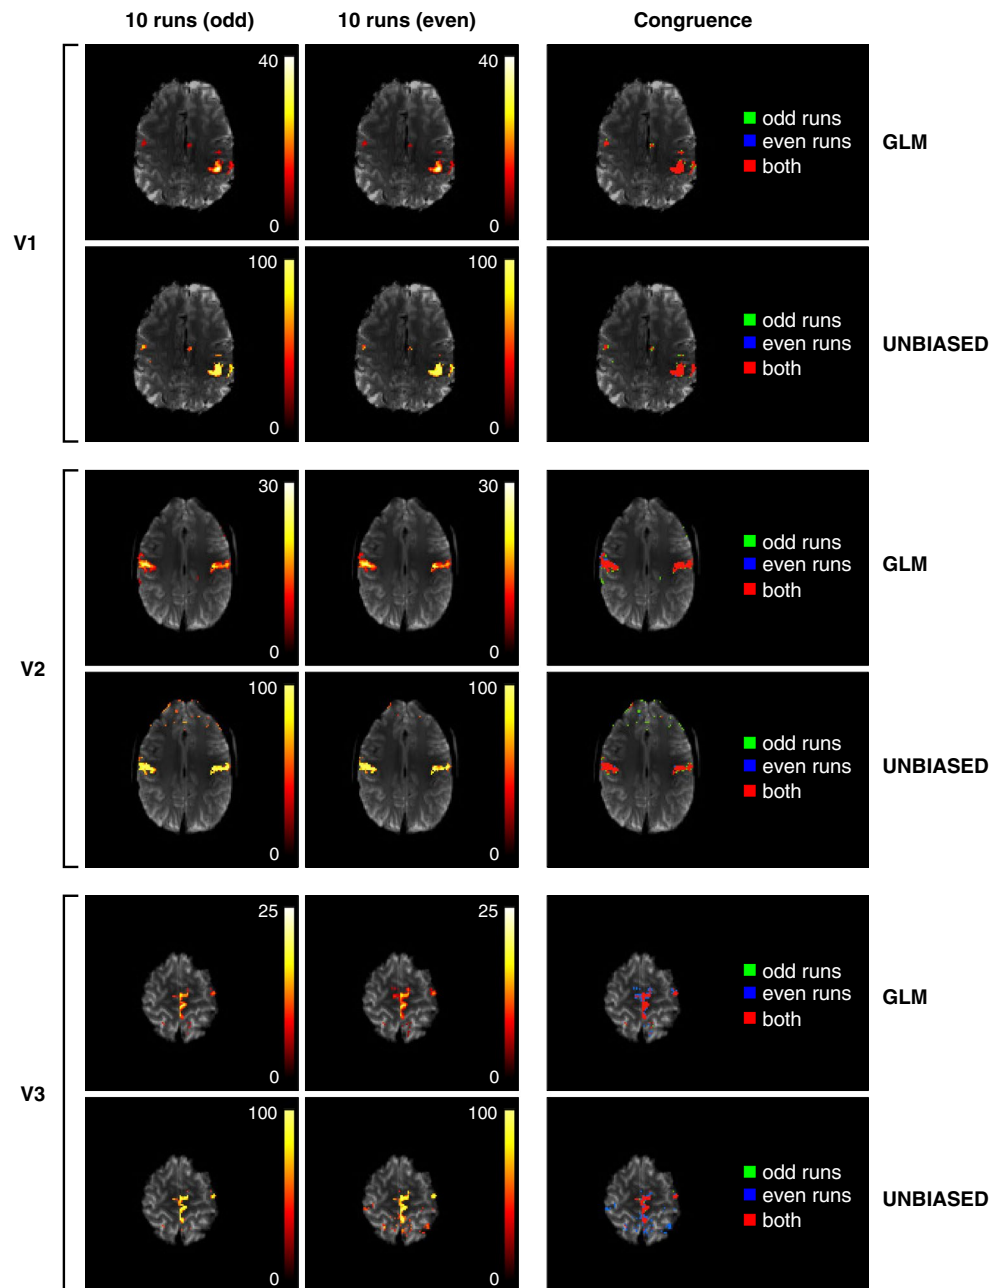 10 runs (odd) 10 runs (even) Congruence
V1
40 40 odd runs
even runs GLM
both
0 0
100 100 odd runs
even runs UNBIASED
both
0 0
V2
30 30 odd runs
even runs GLM
both
0 0
100 100 odd runs
even runs UNBIASED
both
0 0
V3
25 25 odd runs
even runs GLM
both
0 0
100 100 odd runs
even runs UNBIASED
both
0 0